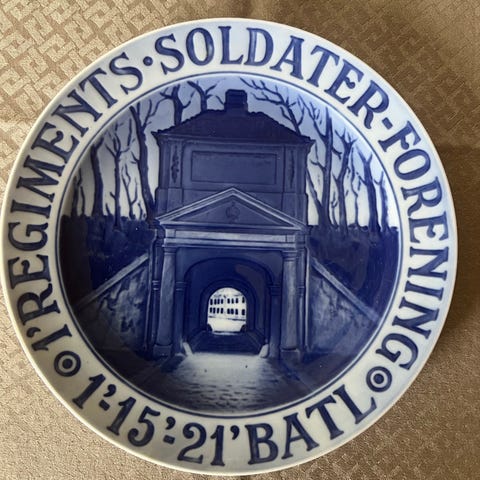 1'REGIMENTS·SOLDATER-FORENING
1'-15'-21'BATL